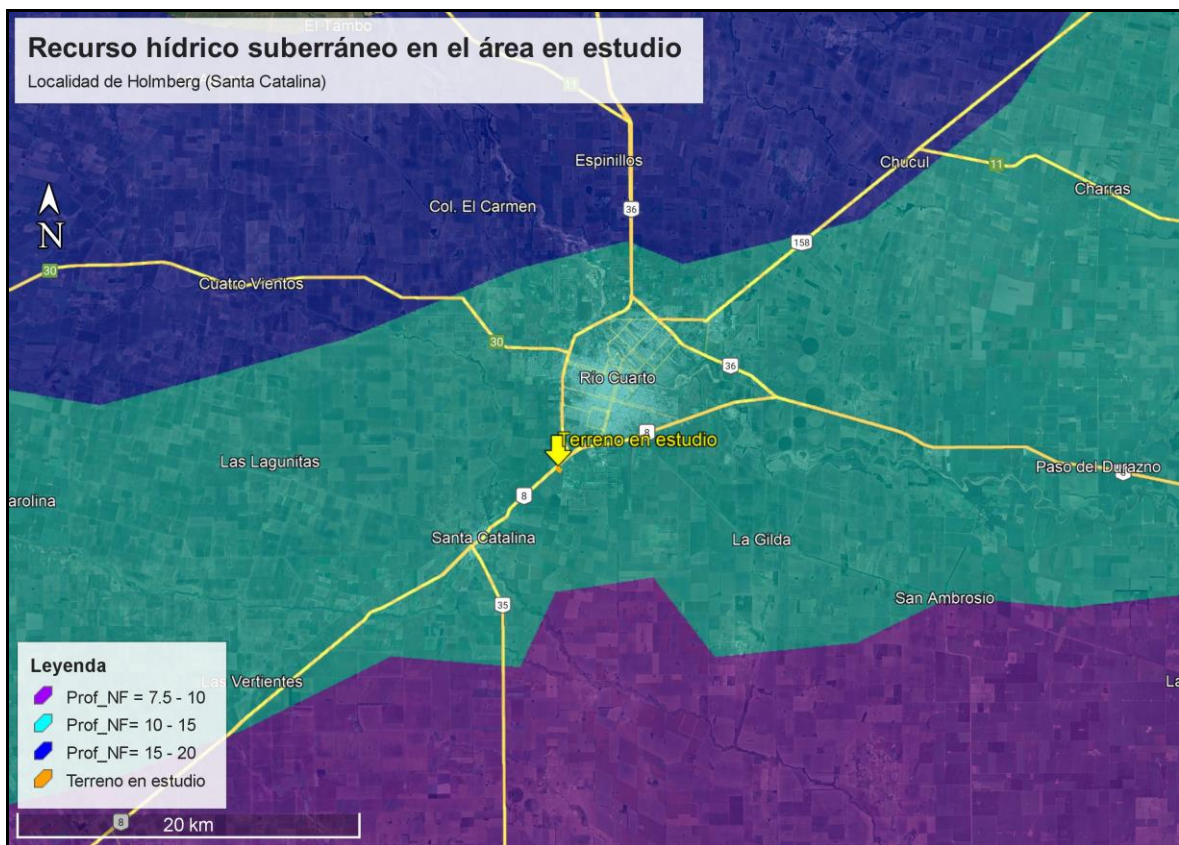 El Tambo
Recurso hídrico suberráneo en el área en estudio
Localidad de Holmberg (Santa Catalina)
11
Espinillos
Chucul
11
Charras
N
Col. El Carmen
36
158
30
Cuatro Vientos
30
Río Cuarto
36
8
Terreno en estudio
Las Lagunitas
Paso del Durazno
8
arolina
8
Santa Catalina
La Gilda
35
San Ambrosio
Leyenda
Las Vertientes
La
Prof_NF = 7.5 - 10
Prof_NF= 10 - 15
Prof_NF= 15 - 20
Terreno en estudio
8
20 km